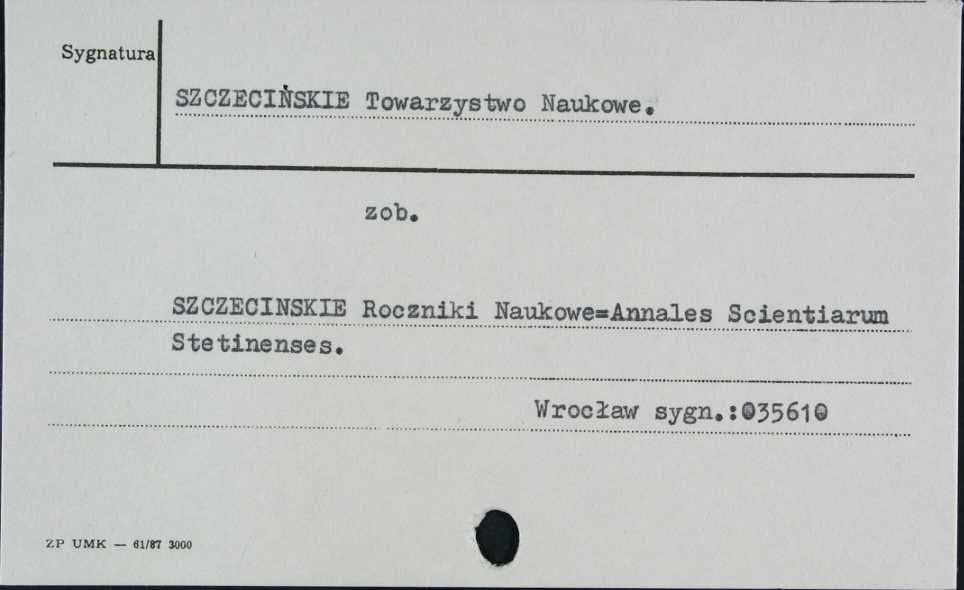 Sygnatura
SZCZECIŃSKIE Towarzystwo Naukowe.
zob.
SZCZECINSKIE Roczniki Naukowe=Annales Scientiarum
Stetinenses.
Wrocław sygn.:035610
ZP UMK — 61/87 3000